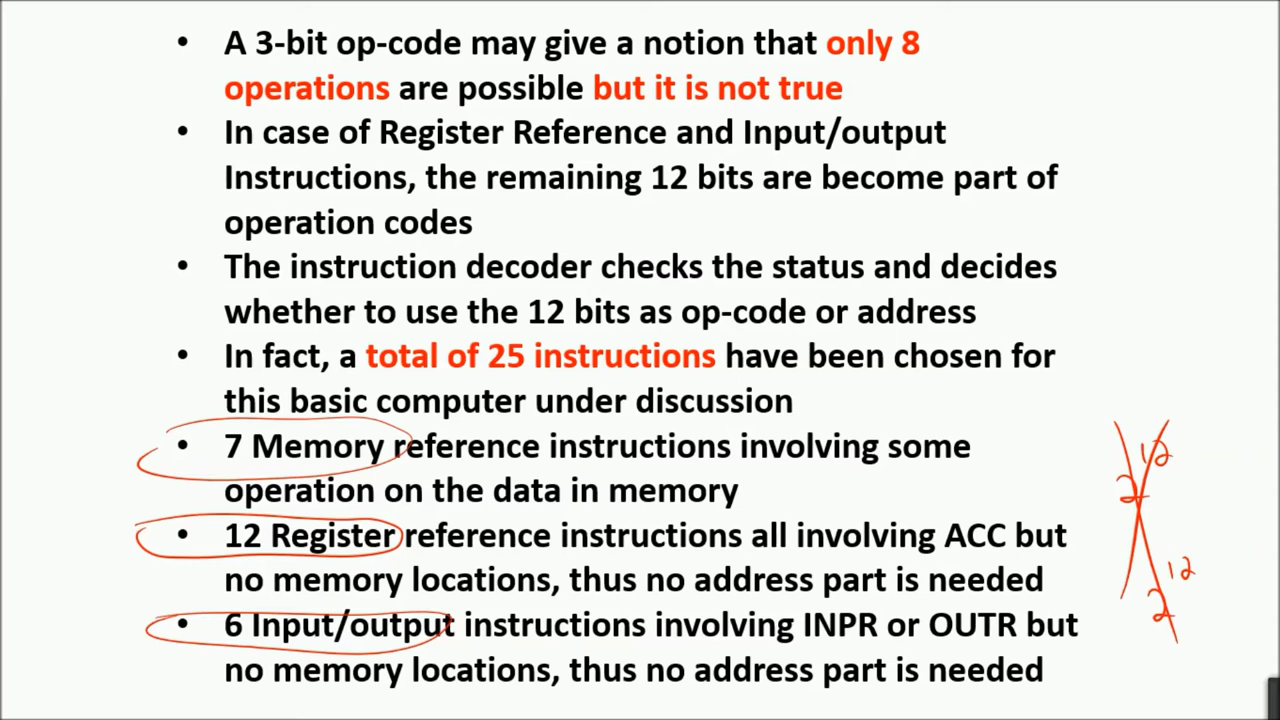 • A 3-bit op-code may give a notion that only 8
operations are possible but it is not true
• In case of Register Reference and Input/output
Instructions, the remaining 12 bits are become part of
operation codes
• The instruction decoder checks the status and decides
whether to use the 12 bits as op-code or address
• In fact, a total of 25 instructions have been chosen for
this basic computer under discussion
• 7 Memory reference instructions involving some
operation on the data in memory
• 12 Register reference instructions all involving ACC but
no memory locations, thus no address part is needed
• 6 Input/output instructions involving INPR or OUTR but
no memory locations, thus no address part is needed
12
2
12
2